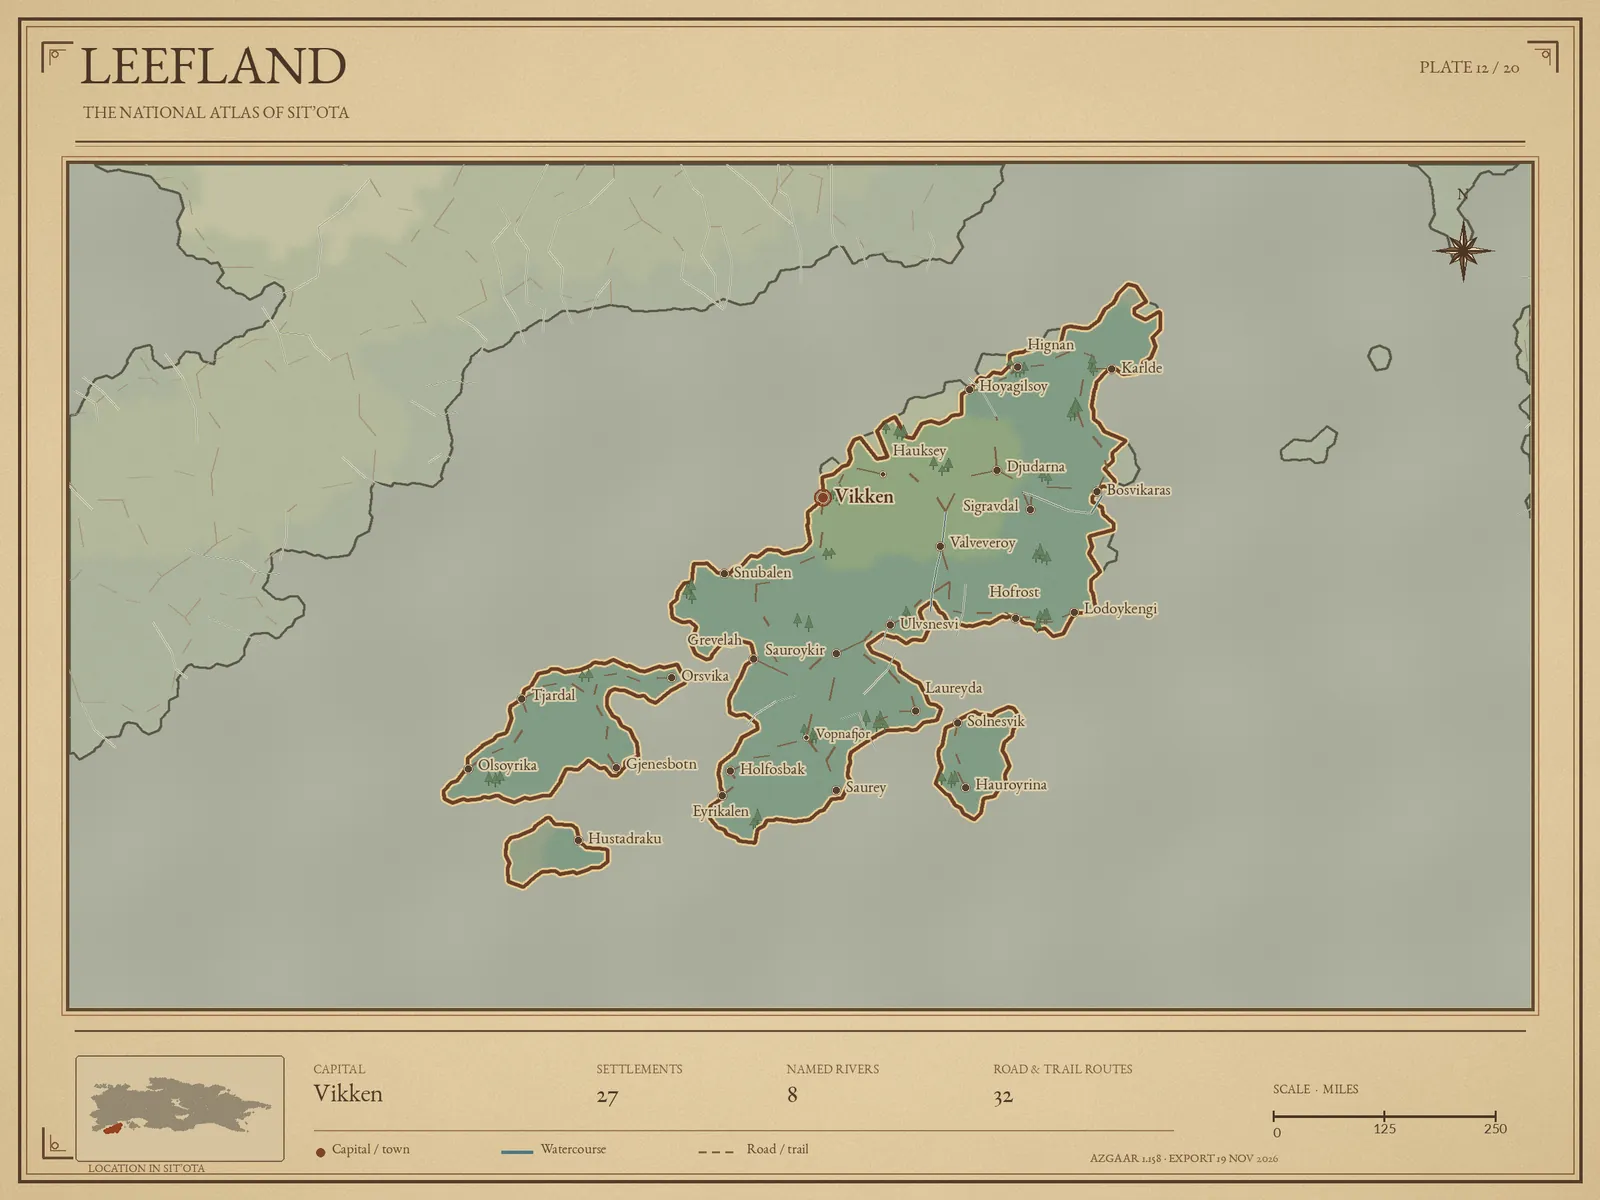 LEEFLAND
PLATE 12 / 20
THE NATIONAL ATLAS OF SIT'OTA
N
Hignan
Karlde
Hoyagilsoy
Hauksey
Djudarna
Vikken
Bosvikaras
Sigravdal
Valveveroy
Snubalen
Hofrost
Lodoykengi
Ulvsnesvi
Grevelah
Sauroykir
Orsvika
Laureyda
Tjardal
Solnesvik
Vopnafjor
Olsoyrika
Gjenesbotn
Holfosbak
Hauroyrina
Saurey
Eyrikalen
Hustadraku
CAPITAL
Vikken
SETTLEMENTS
27
NAMED RIVERS
8
ROAD & TRAIL ROUTES
32
SCALE · MILES
0 125 250
Capital / town
Watercourse
Road / trail
AZGAAR 1.158 · EXPORT 19 NOV 2026
LOCATION IN SIT'OTA